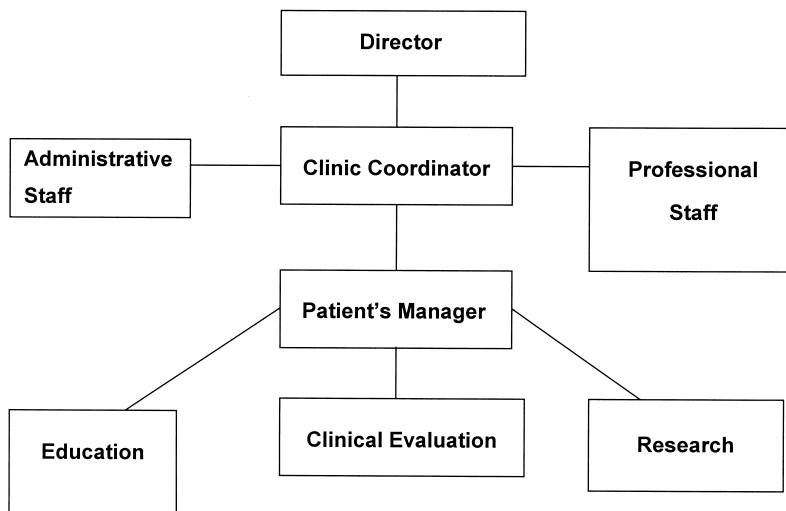 Director
Administrative
Staff
Clinic Coordinator
Professional
Staff
Patient's Manager
Education
Clinical Evaluation
Research